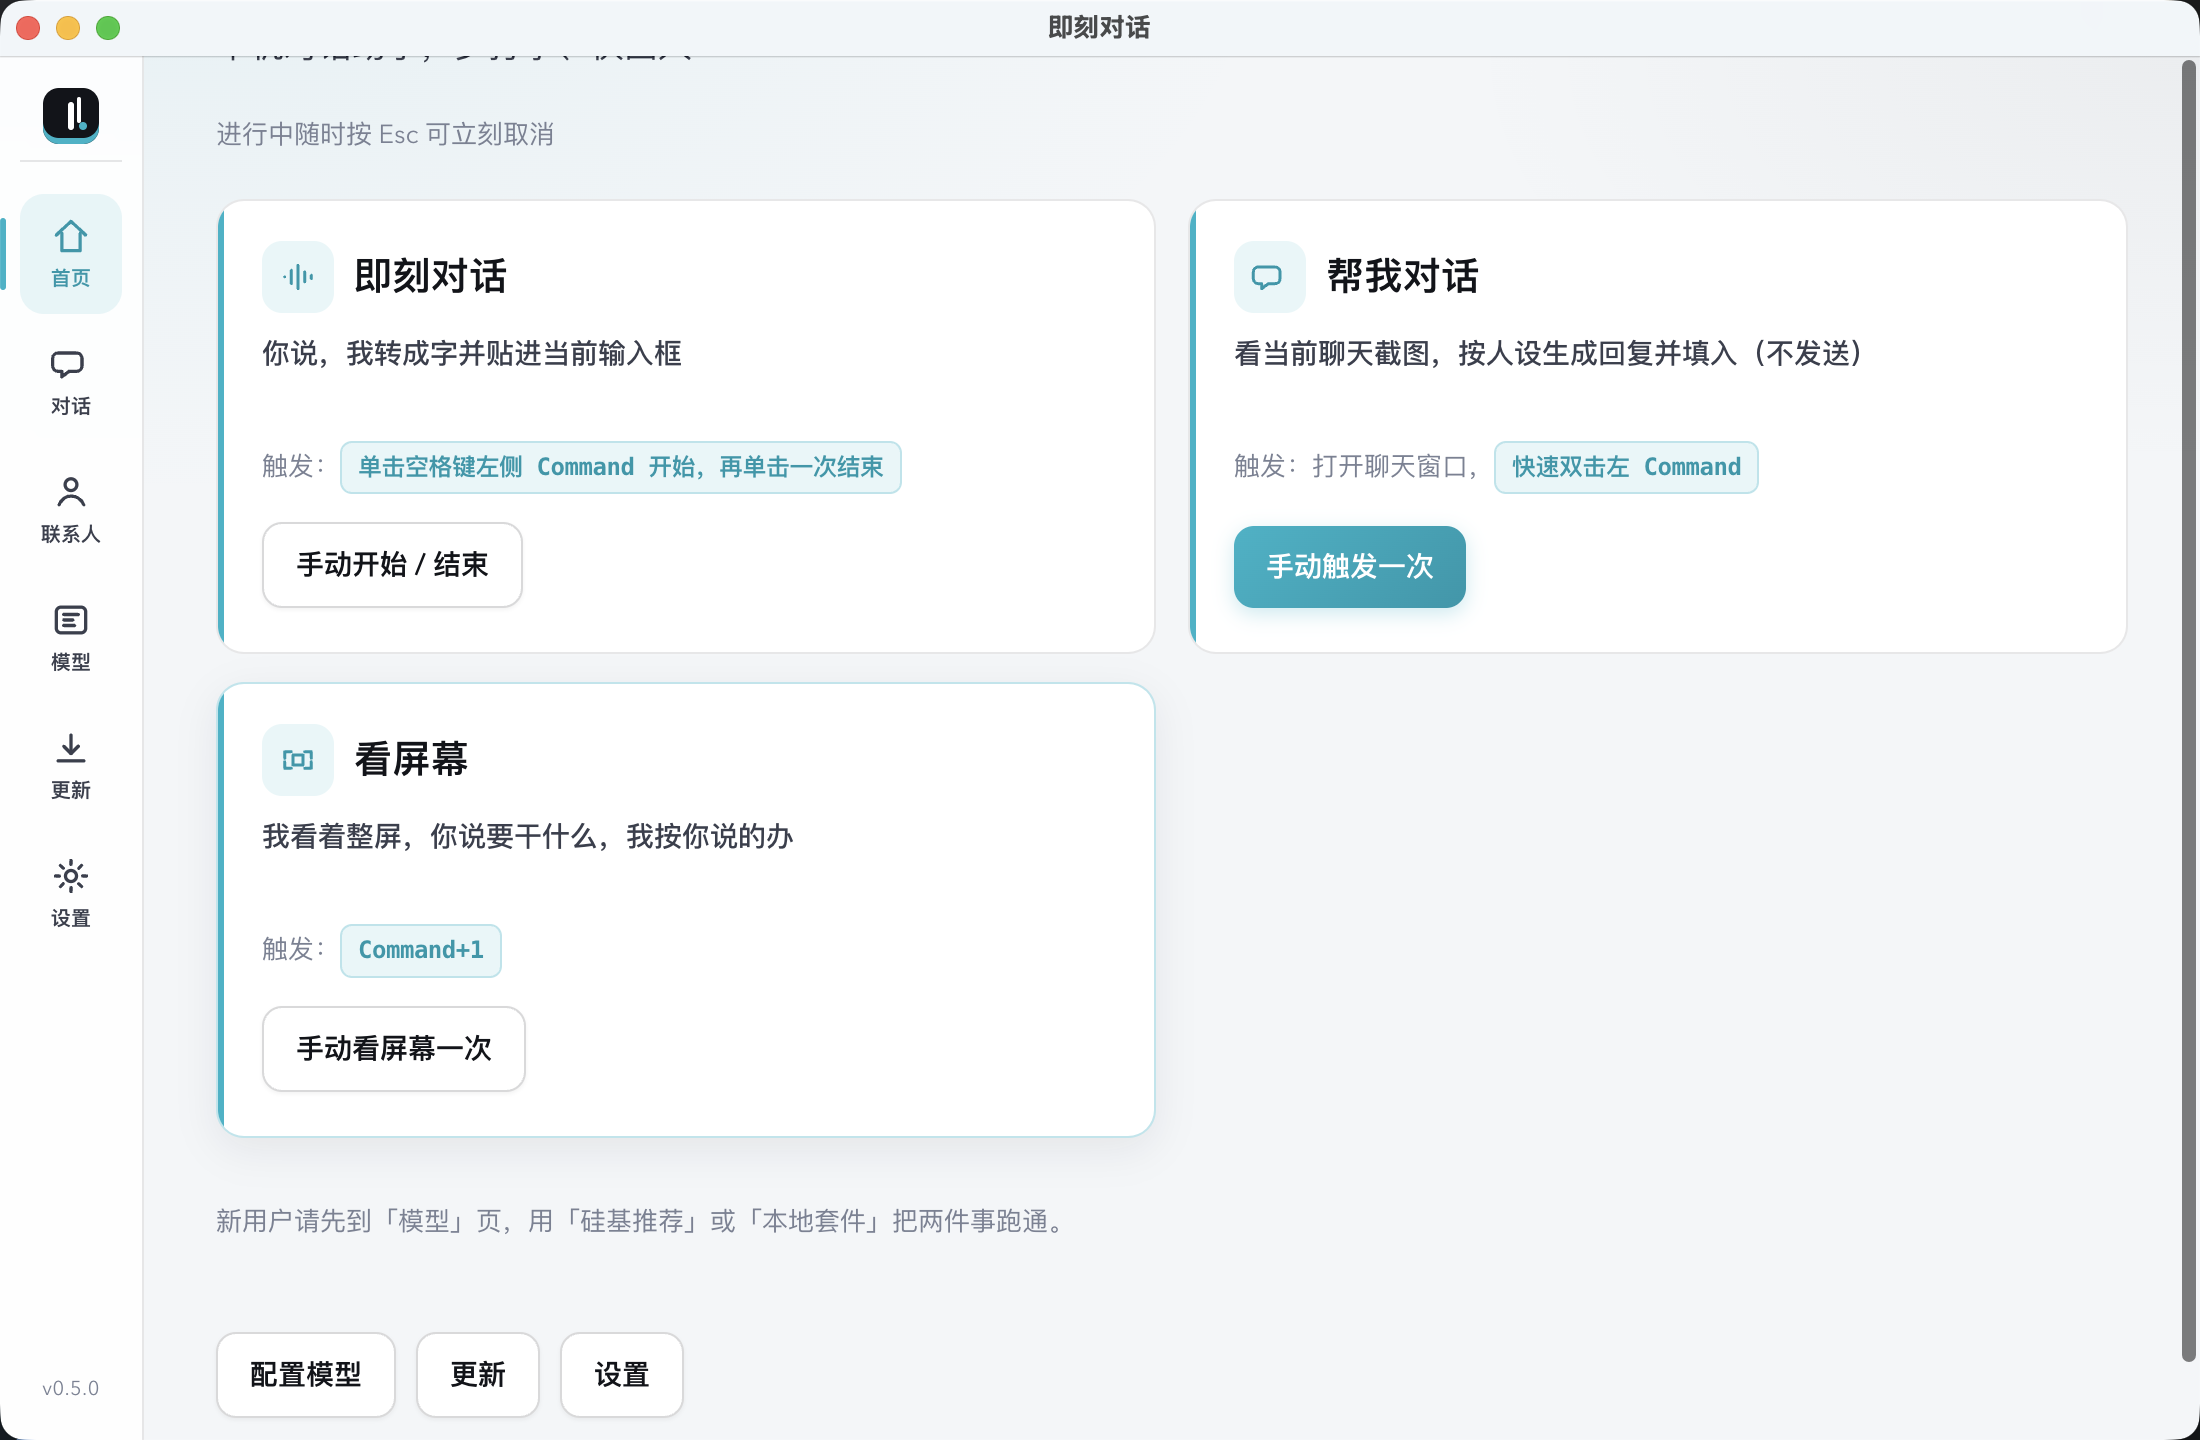 即刻对话
进行中随时按 Esc 可立刻取消
首页
对话
联系人
模型
更新
设置
v0.5.0
即刻对话
你说，我转成字并贴进当前输入框
触发：单击空格键左侧 Command 开始，再单击一次结束
手动开始 / 结束
帮我对话
看当前聊天截图，按人设生成回复并填入（不发送）
触发：打开聊天窗口，快速双击左 Command
手动触发一次
看屏幕
我看着整屏，你说要干什么，我按你说的办
触发：Command+1
手动看屏幕一次
新用户请先到「模型」页，用「硅基推荐」或「本地套件」把两件事跑通。
配置模型
更新
设置